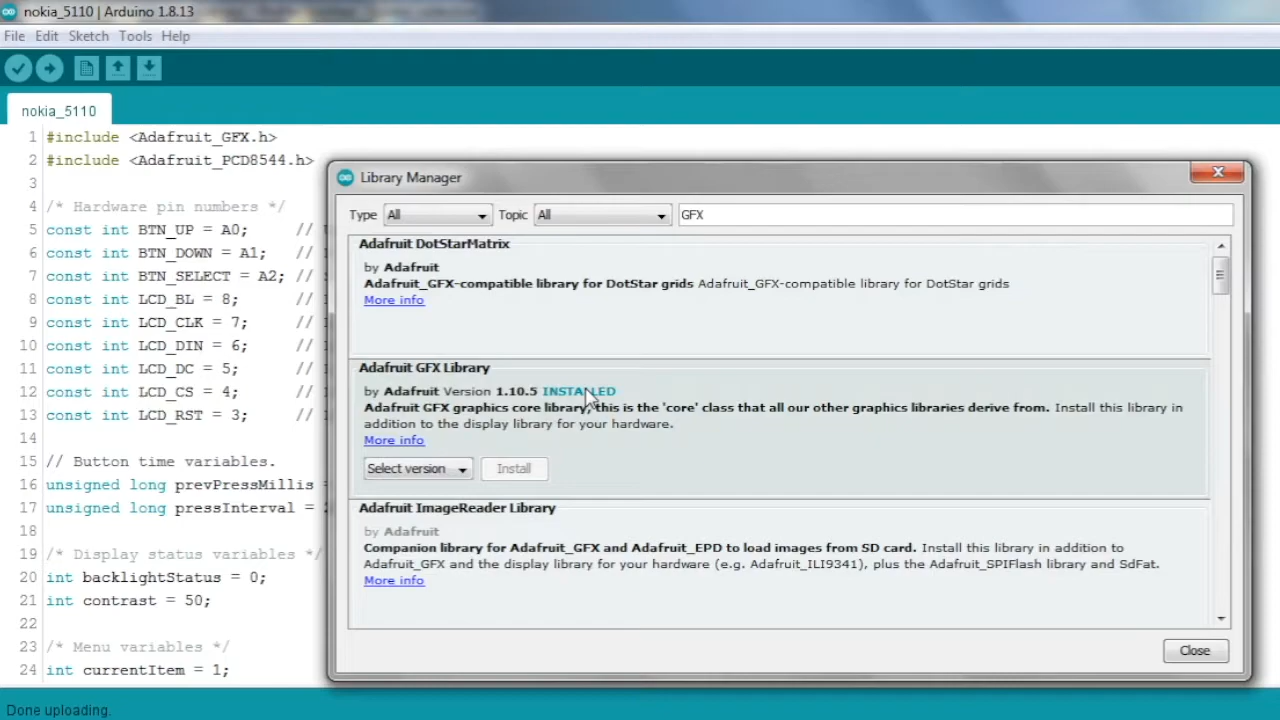 nokia_5110 | Arduino 1.8.13
File Edit Sketch Tools Help
nokia_5110
1 #include <Adafruit_GFX.h>
2 #include <Adafruit_PCD8544.h>
3
4 /* Hardware pin numbers */
5 const int BTN_UP = A0; //
6 const int BTN_DOWN = A1; //
7 const int BTN_SELECT = A2; //
8 const int LCD_BL = 8; //
9 const int LCD_CLK = 7; //
10 const int LCD_DIN = 6; //
11 const int LCD_DC = 5; //
12 const int LCD_CS = 4; //
13 const int LCD_RST = 3; //
14
15 // Button time variables.
16 unsigned long prevPressMillis =
17 unsigned long pressInterval =
18
19 /* Display status variables */
20 int backlightStatus = 0;
21 int contrast = 50;
22
23 /* Menu variables */
24 int currentItem = 1;
Done uploading.
Library Manager
Type All Topic All GFX
Adafruit DotStarMatrix
by Adafruit
Adafruit_GFX-compatible library for DotStar grids Adafruit_GFX-compatible library for DotStar grids
More info
Adafruit GFX Library
by Adafruit Version 1.10.5 INSTALLED
Adafruit GFX graphics core library, this is the 'core' class that all our other graphics libraries derive from. Install this library in
addition to the display library for your hardware.
More info
Select version Install
Adafruit ImageReader Library
by Adafruit
Companion library for Adafruit_GFX and Adafruit_EPD to load images from SD card. Install this library in addition to
Adafruit_GFX and the display library for your hardware (e.g. Adafruit_ILI9341), plus the Adafruit_SPIFlash library and SdFat.
More info
Close